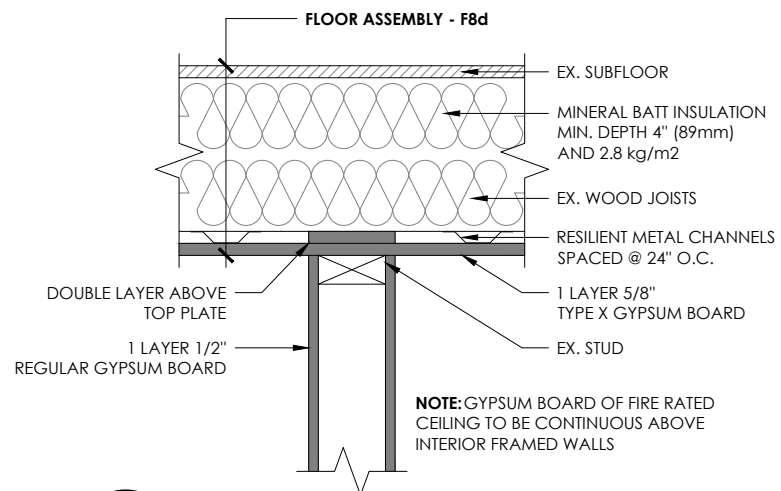 FLOOR ASSEMBLY - F8d
EX. SUBFLOOR
MINERAL BATT INSULATION
MIN. DEPTH 4" (89mm)
AND 2.8 kg/m2
EX. WOOD JOISTS
RESILIENT METAL CHANNELS
SPACED @ 24" O.C.
DOUBLE LAYER ABOVE
TOP PLATE
1 LAYER 5/8"
TYPE X GYPSUM BOARD
1 LAYER 1/2"
REGULAR GYPSUM BOARD
EX. STUD
NOTE: GYPSUM BOARD OF FIRE RATED
CEILING TO BE CONTINUOUS ABOVE
INTERIOR FRAMED WALLS